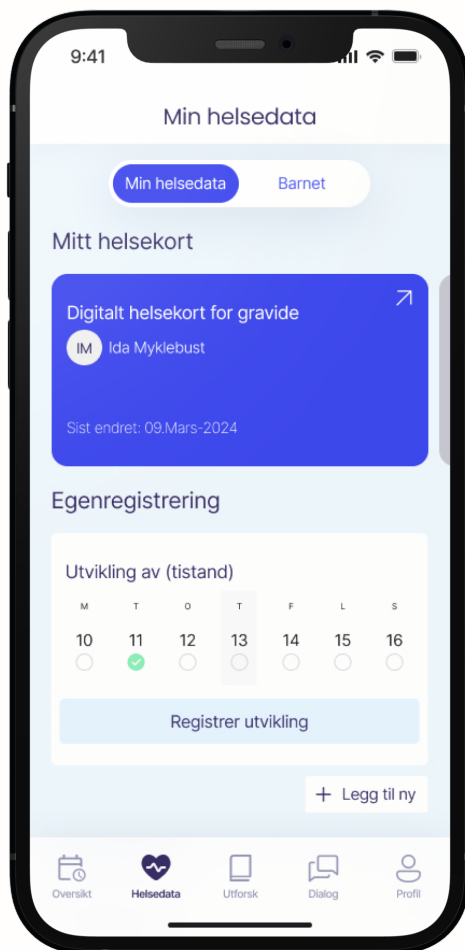 9:41
Min helsedata
Min helsedata Barnet
Mitt helsekort
Digitalt helsekort for gravide
IM Ida Myklebust
Sist endret: 09.Mars-2024
Egenregistrering
Utvikling av (tistand)
M T O T F L S
10 11 12 13 14 15 16
Registrer utvikling
+ Legg til ny
Oversikt Helsedata Utforsk Dialog Profil